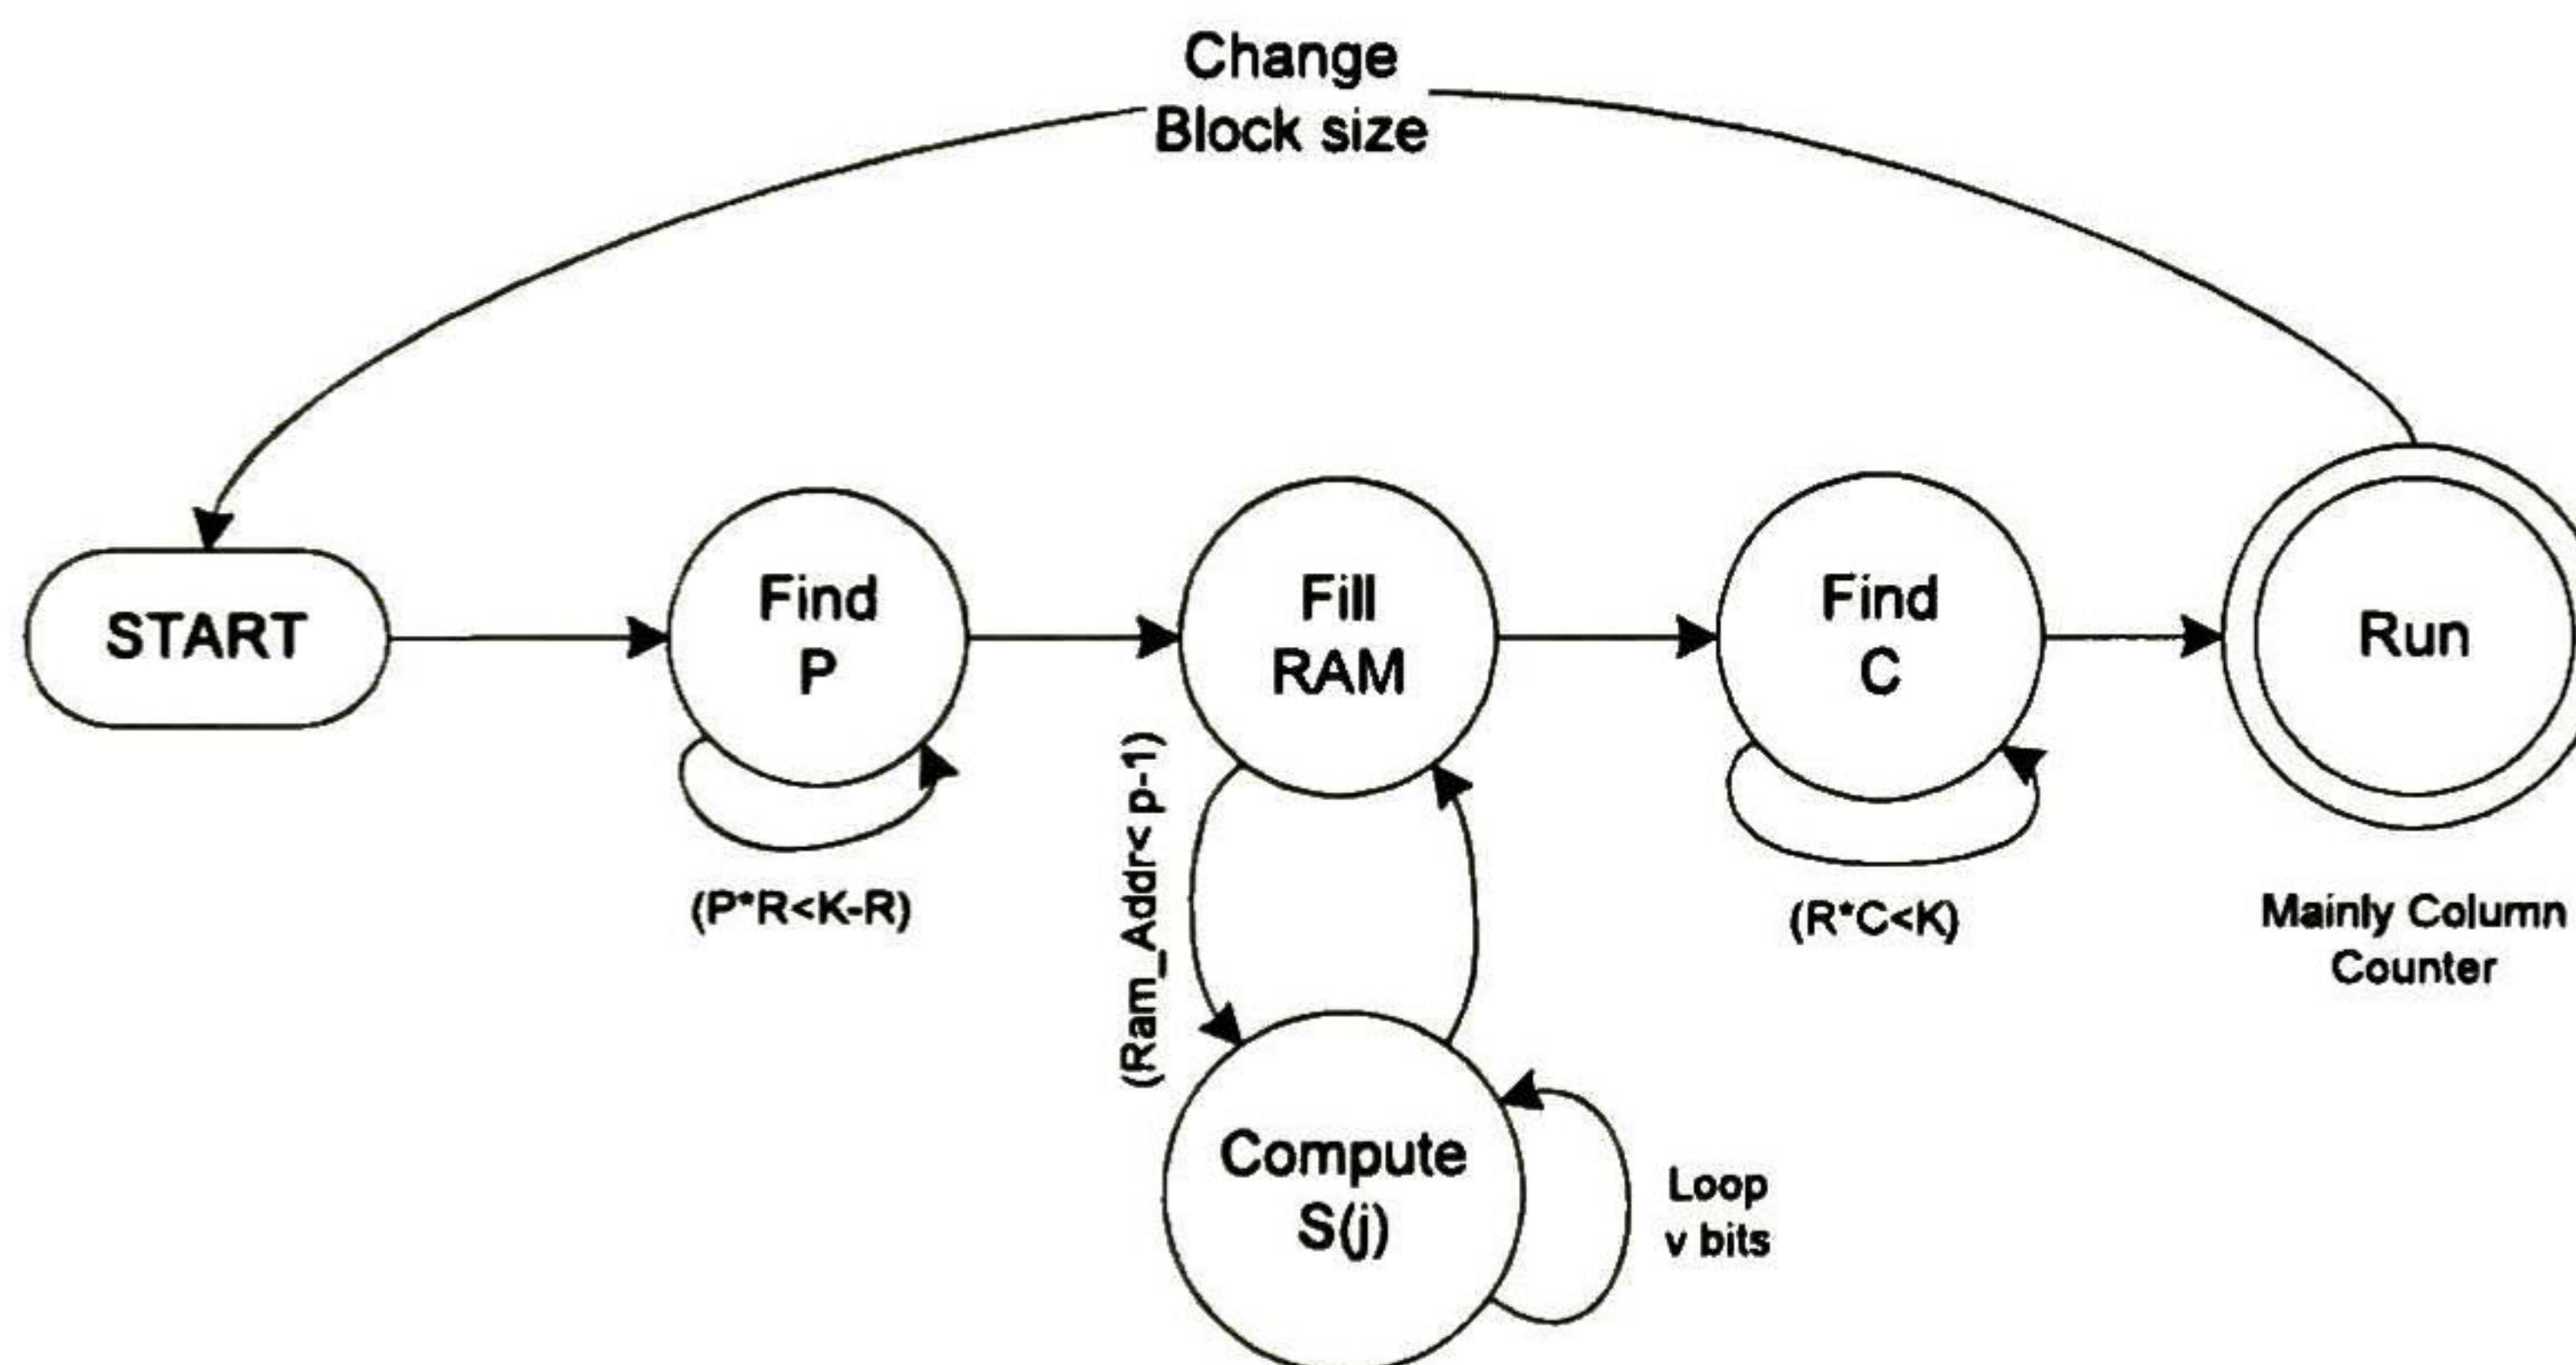 Change
Block size
START
Find
P
Fill
RAM
Find
C
Run
(P*R<K-R)
(Ram_Addr< p-1)
(R*C<K)
Mainly Column
Counter
Compute
S(j)
Loop
v bits